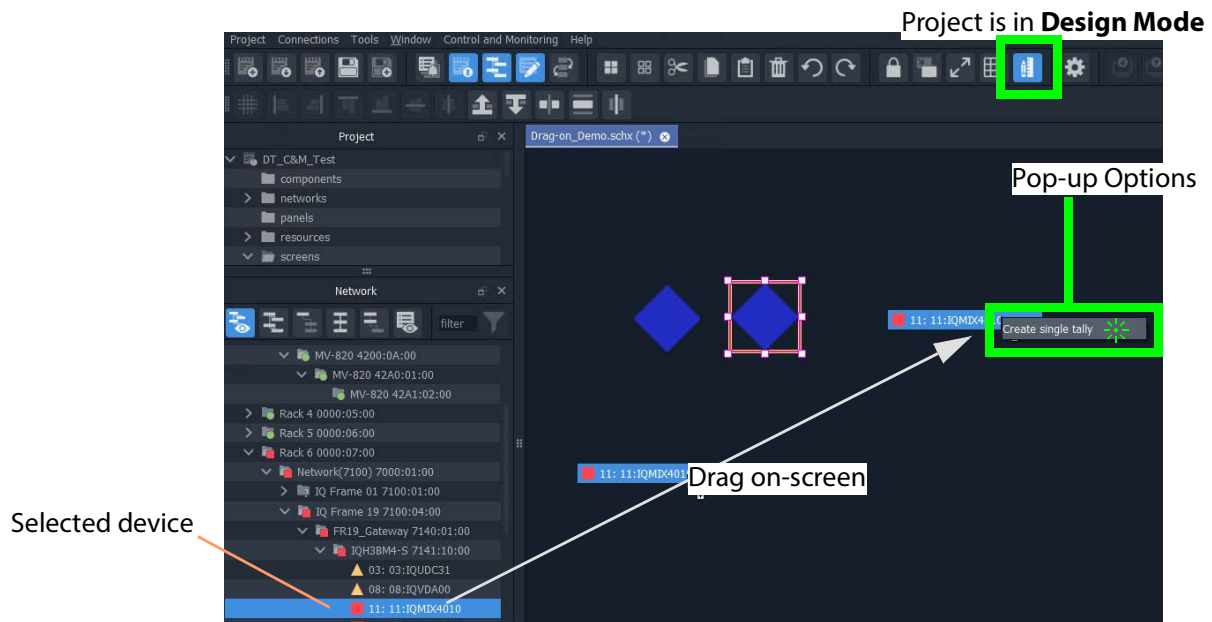 Project is in Design Mode
Project Connections Tools Window Control and Monitoring Help
Project
Drag-on_Demo.schx (*)
DT_C&M_Test
components
networks
panels
resources
screens
Pop-up Options
Network
filter
11: 11:IQMIX4010
Create single tally
MV-820 4200:0A:00
MV-820 42A0:01:00
MV-820 42A1:02:00
Rack 4 0000:05:00
Rack 5 0000:06:00
Rack 6 0000:07:00
Network(7100) 7000:01:00
11: 11:IQMIX401
Drag on-screen
IQ Frame 01 7100:01:00
IQ Frame 19 7100:04:00
Selected device
FR19_Gateway 7140:01:00
IQH3BM4-S 7141:10:00
03: 03:IQUDC31
08: 08:IQVDA00
11: 11:IQMIX4010